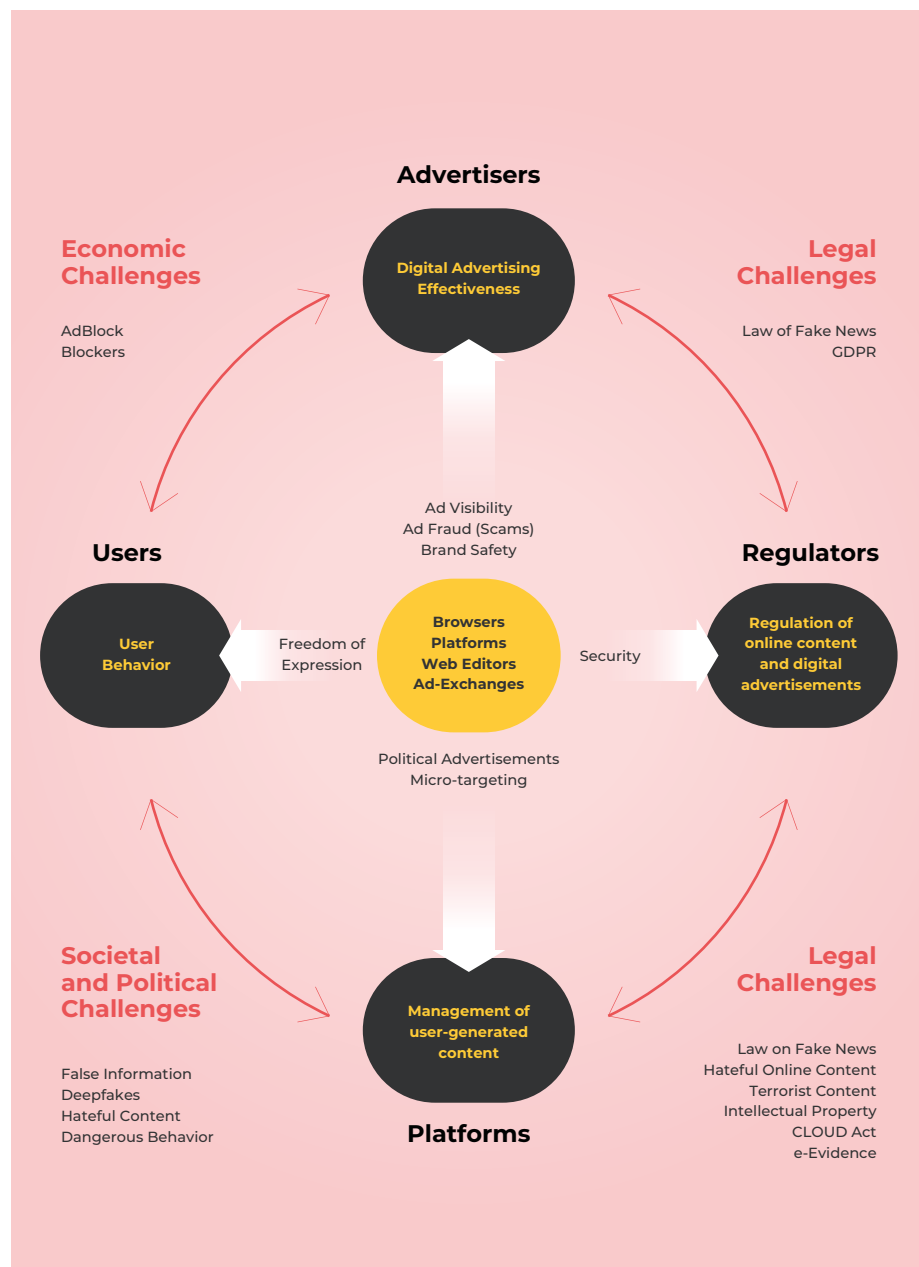 Advertisers
Digital Advertising
Effectiveness
Economic
Challenges
AdBlock
Blockers
Legal
Challenges
Law of Fake News
GDPR
Ad Visibility
Ad Fraud (Scams)
Brand Safety
Users
User
Behavior
Freedom of
Expression
Browsers
Platforms
Web Editors
Ad-Exchanges
Security
Regulators
Regulation of
online content
and digital
advertisements
Political Advertisements
Micro-targeting
Societal
and Political
Challenges
False Information
Deepfakes
Hateful Content
Dangerous Behavior
Management of
user-generated
content
Platforms
Legal
Challenges
Law on Fake News
Hateful Online Content
Terrorist Content
Intellectual Property
CLOUD Act
e-Evidence